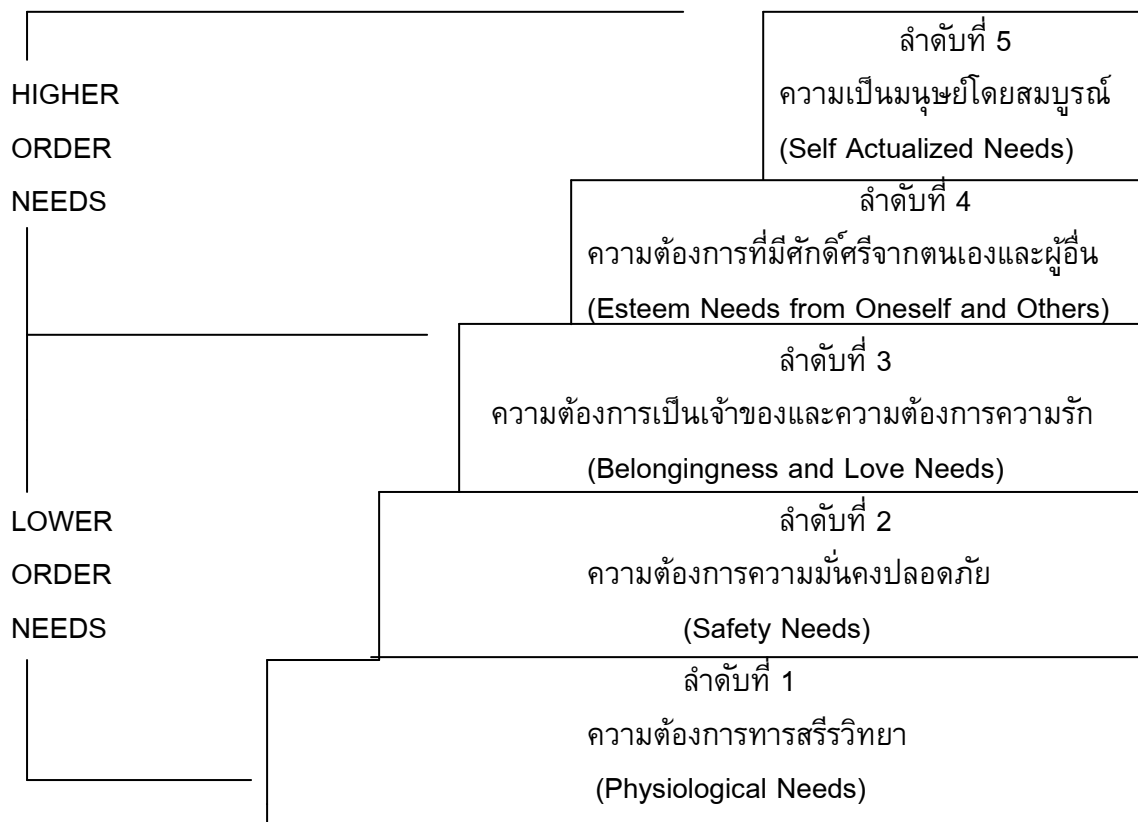 ลำดับที่ 5
HIGHER
ความเป็นมนุษย์โดยสมบูรณ์
ORDER
(Self Actualized Needs)
NEEDS
ลำดับที่ 4
ความต้องการที่มีศักดิ์ศรีจากตนเองและผู้อื่น
(Esteem Needs from Oneself and Others)
ลำดับที่ 3
ความต้องการเป็นเจ้าของและความต้องการความรัก
(Belongingness and Love Needs)
LOWER
ลำดับที่ 2
ORDER
ความต้องการความมั่นคงปลอดภัย
NEEDS
(Safety Needs)
ลำดับที่ 1
ความต้องการทารสรีรวิทยา
(Physiological Needs)